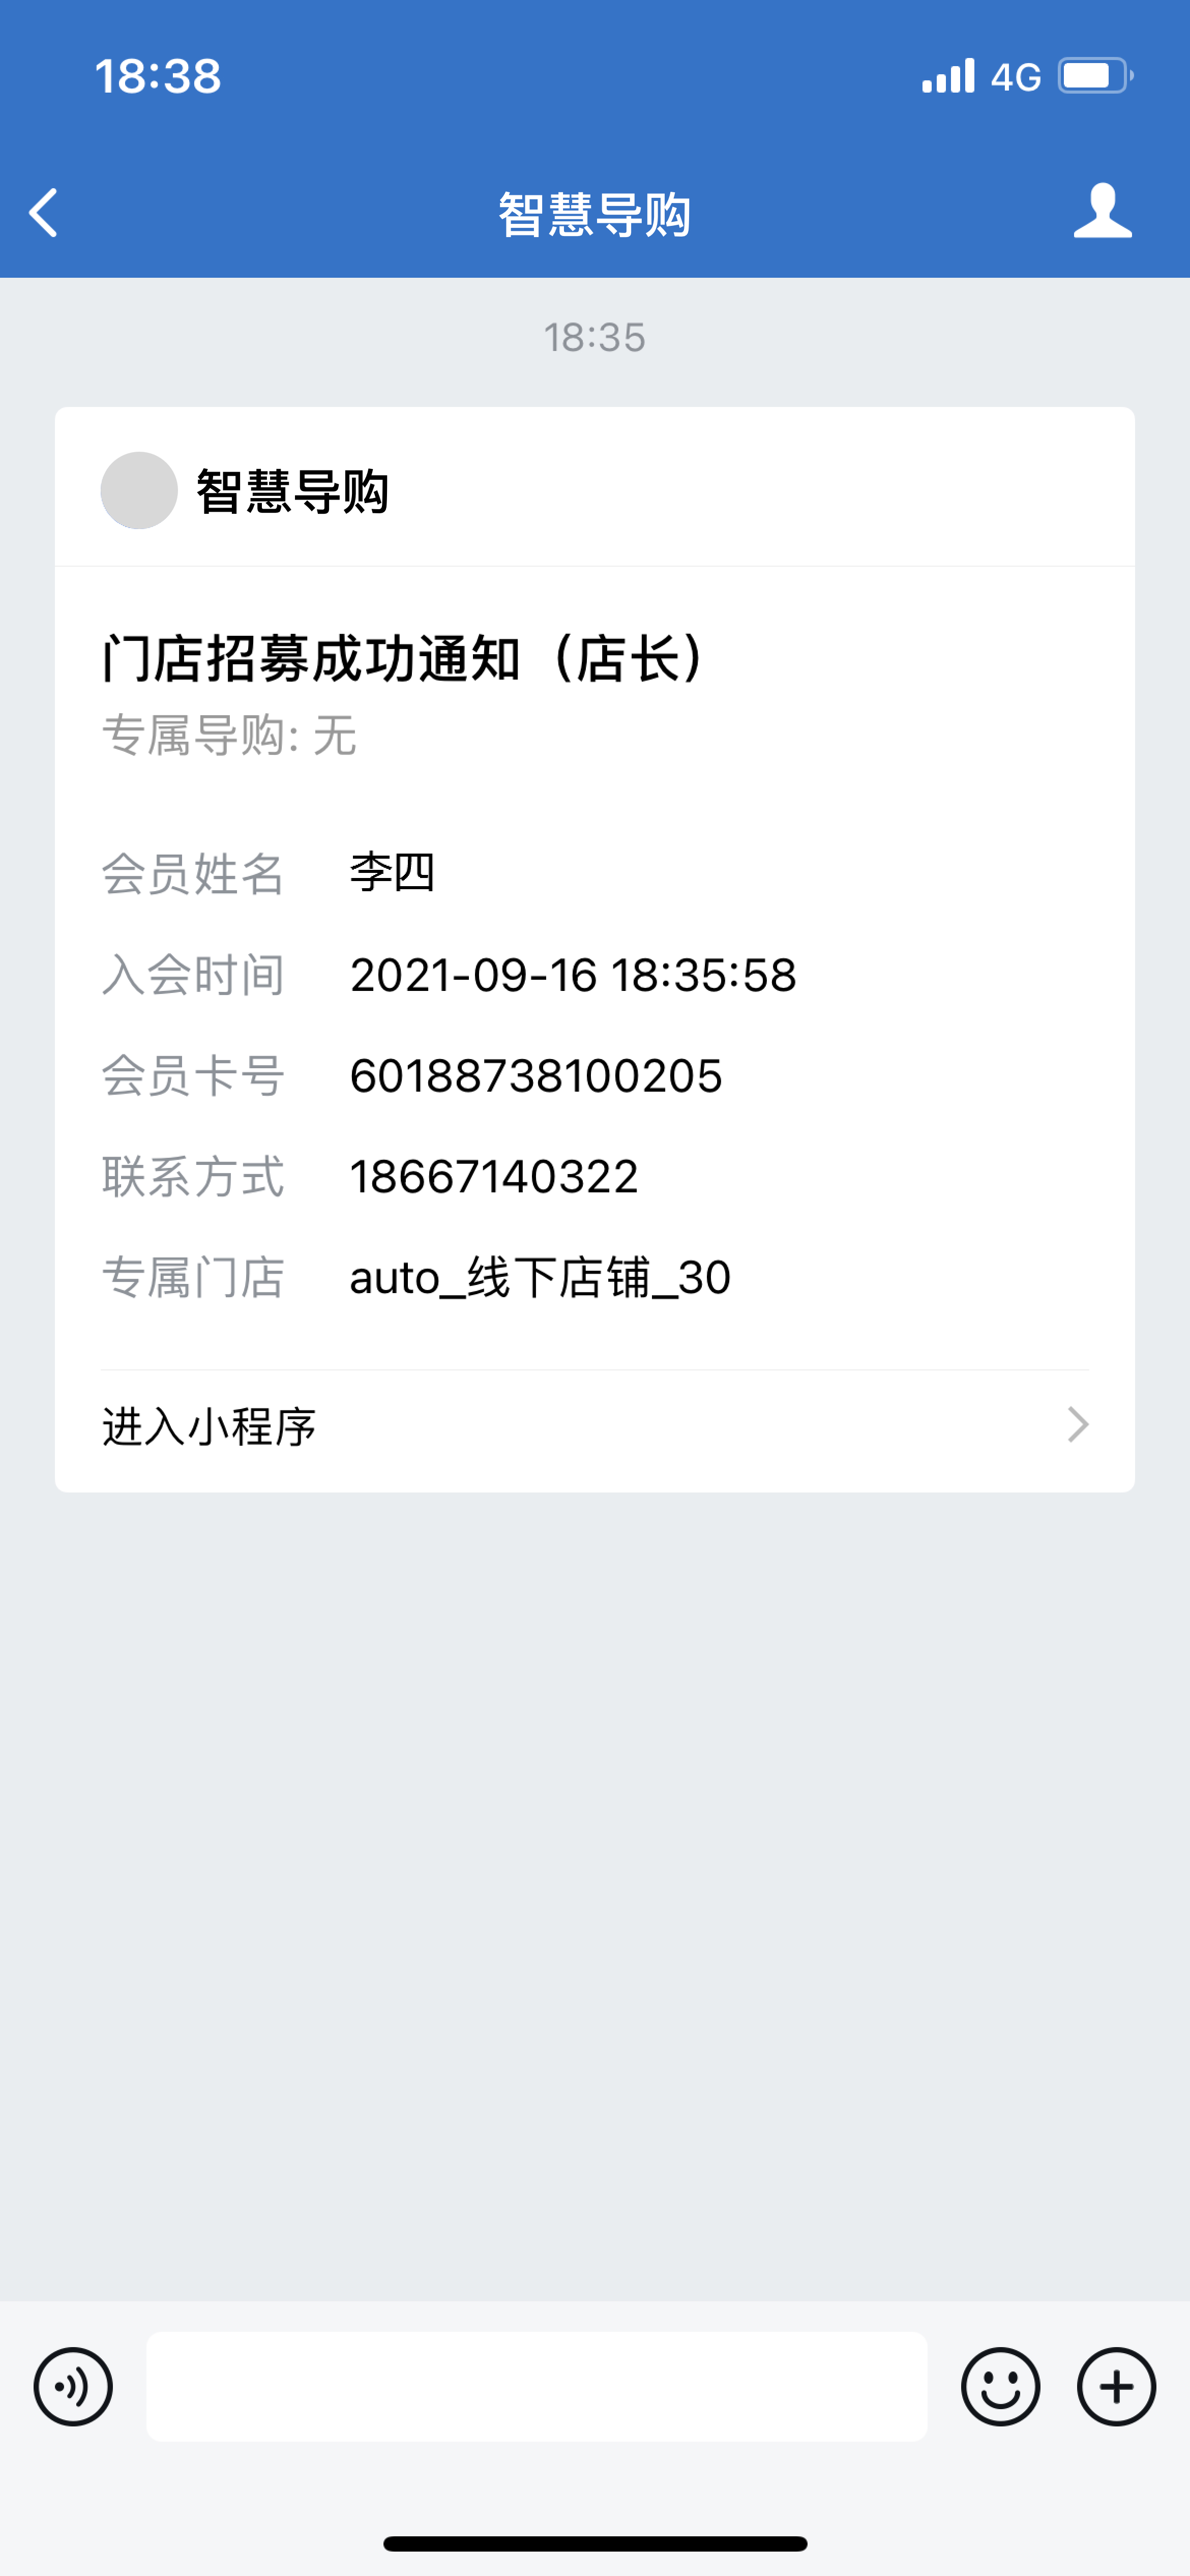 18:38 4G
智慧导购
18:35
智慧导购
门店招募成功通知（店长）
专属导购: 无
会员姓名 李四
入会时间 2021-09-16 18:35:58
会员卡号 60188738100205
联系方式 18667140322
专属门店 auto_线下店铺_30
进入小程序